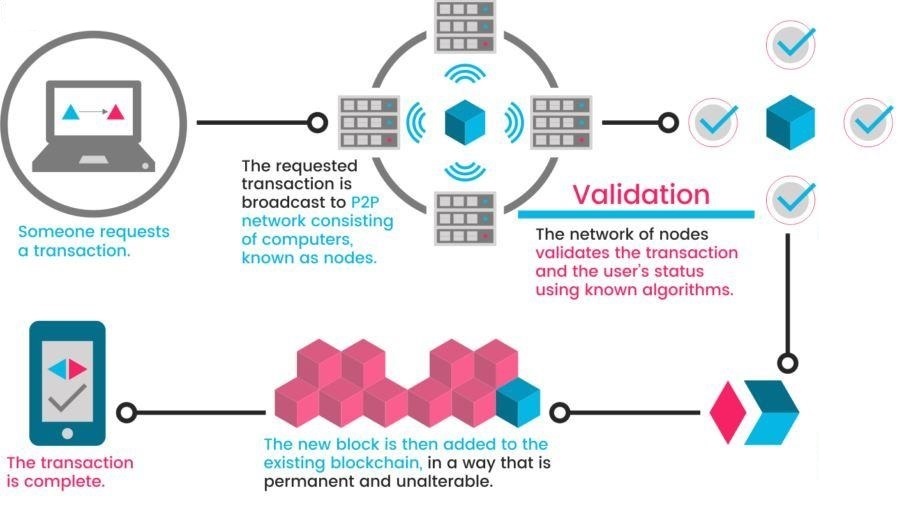 Someone requests
a transaction.
The requested
transaction is
broadcast to P2P
network consisting
of computers,
known as nodes.
Validation
The network of nodes
validates the transaction
and the user's status
using known algorithms.
The new block is then added to the
existing blockchain, in a way that is
permanent and unalterable.
The transaction
is complete.